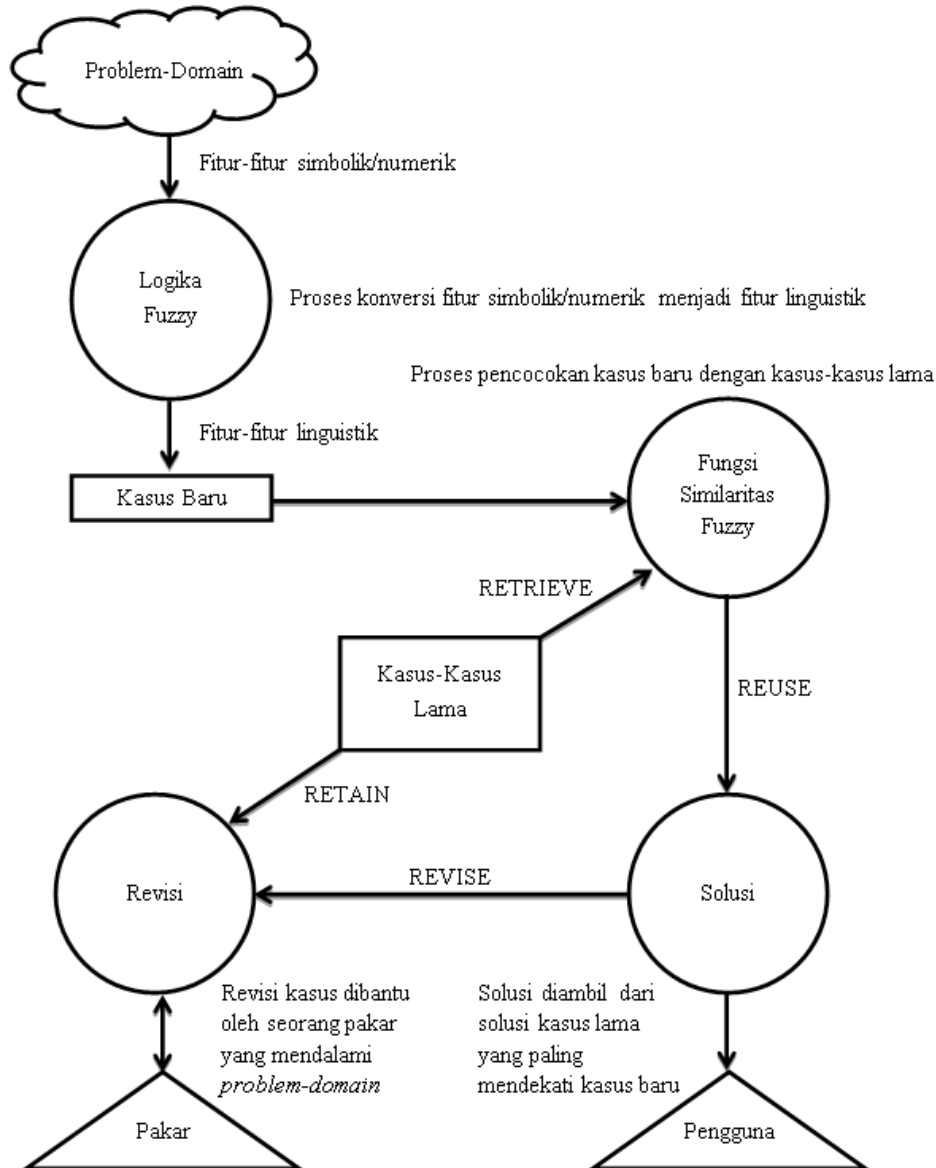 Problem-Domain
Fitur-fitur simbolik/numerik
Logika
Fuzzy
Proses konversi fitur simbolik/numerik menjadi fitur linguistik
Proses pencocokan kasus baru dengan kasus-kasus lama
Fitur-fitur linguistik
Kasus Baru
Fungsi
Similaritas
Fuzzy
RETRIEVE
Kasus-Kasus
Lama
REUSE
RETAIN
Revisi
REVISE
Solusi
Revisi kasus dibantu
oleh seorang pakar
yang mendalami
problem-domain
Solusi diambil dari
solusi kasus lama
yang paling
mendekati kasus baru
Pakar
Pengguna